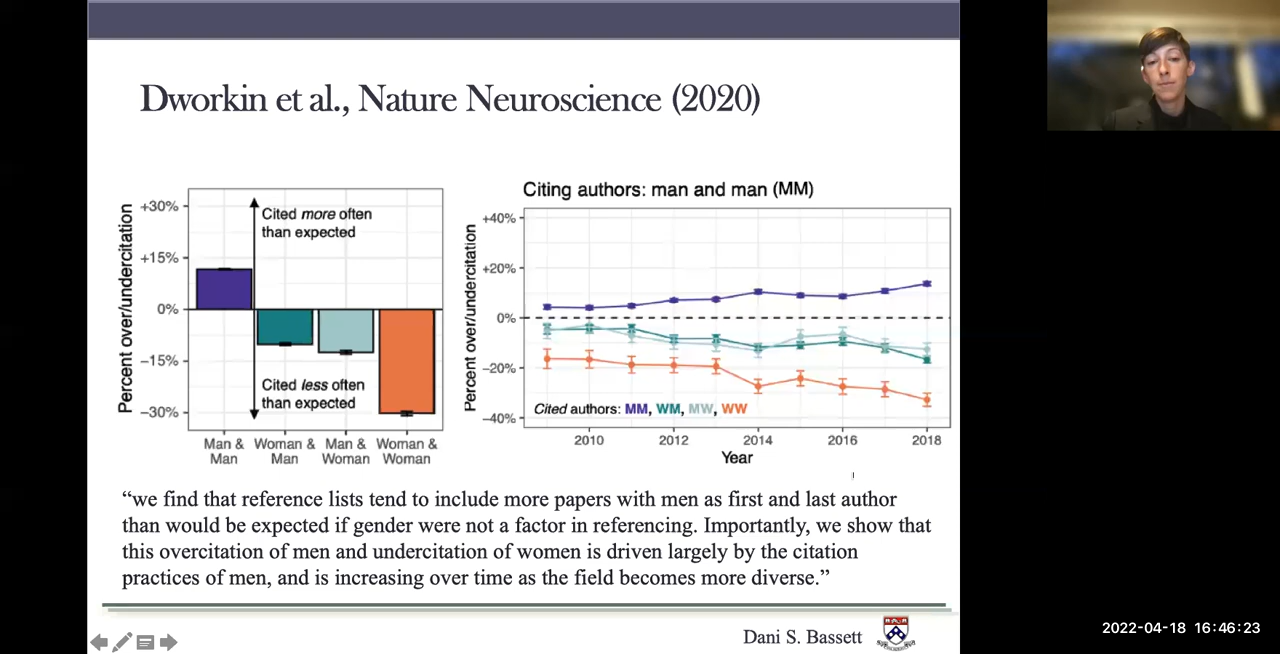 Dworkin et al., Nature Neuroscience (2020)
Percent over/undercitation
+30%
+15%
0%
−15%
−30%
Cited more often
than expected
Cited less often
than expected
Man &
Man
Woman &
Man
Man &
Woman
Woman &
Woman
Citing authors: man and man (MM)
Percent over/undercitation
+40%
+20%
0%
−20%
−40%
Cited authors: MM, WM, MW, WW
2010
2012
2014
2016
2018
Year
“we find that reference lists tend to include more papers with men as first and last author
than would be expected if gender were not a factor in referencing. Importantly, we show that
this overcitation of men and undercitation of women is driven largely by the citation
practices of men, and is increasing over time as the field becomes more diverse.”
Dani S. Bassett
2022-04-18 16:46:23